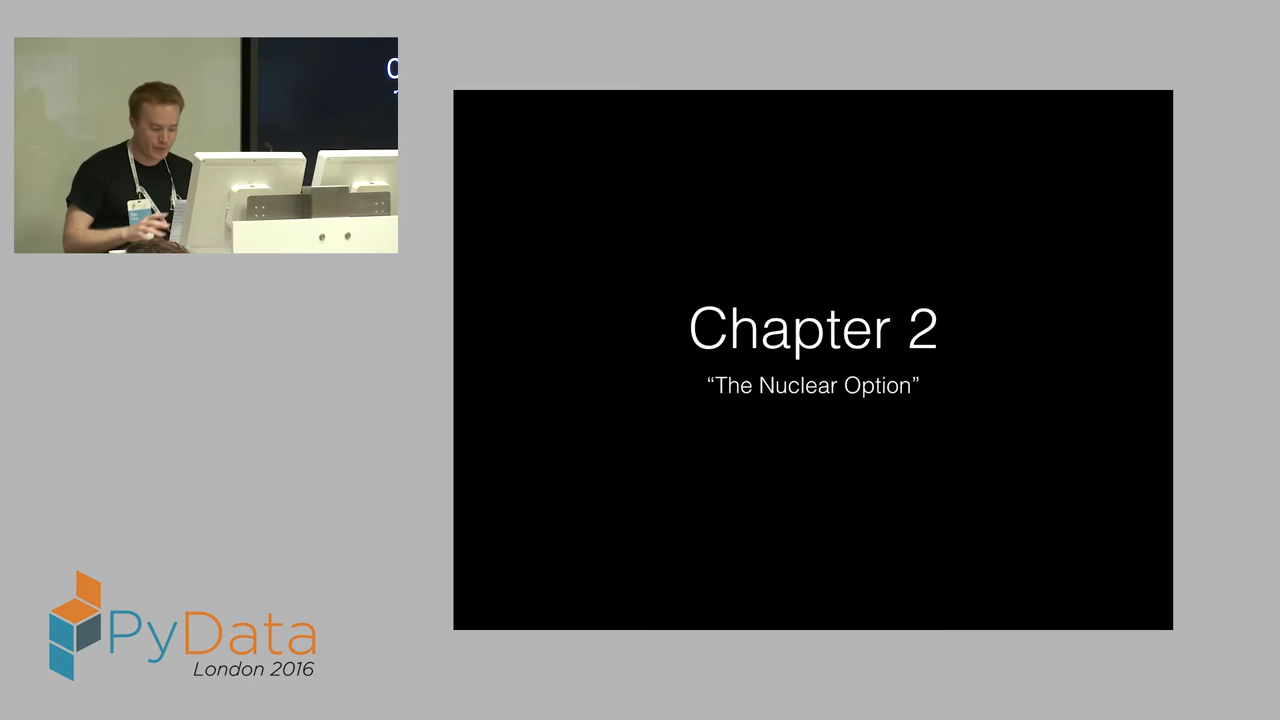 Chapter 2
“The Nuclear Option”
PyData
London 2016